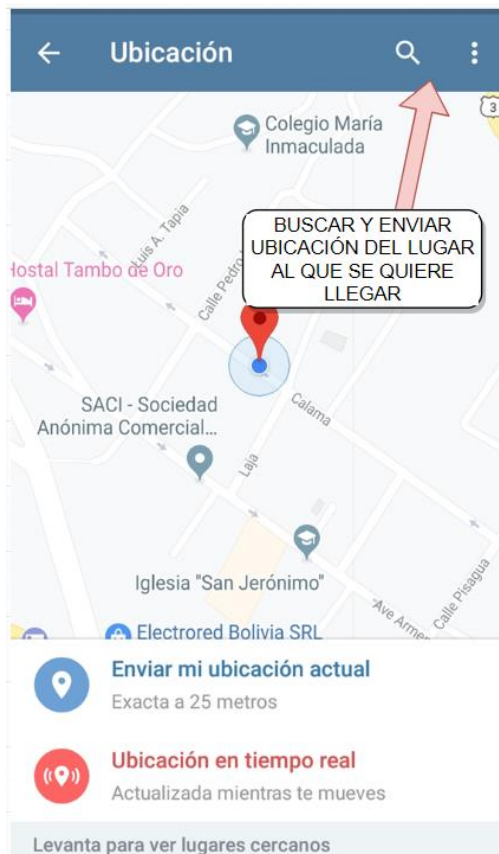 Ubicación
3
Colegio María
Inmaculada
Luis A. Tapia
BUSCAR Y ENVIAR
UBICACIÓN DEL LUGAR
AL QUE SE QUIERE
LLEGAR
Hostal Tambo de Oro
Calle Pedro
SACI - Sociedad
Anónima Comercial...
Calama
Laja
Iglesia "San Jerónimo"
Calle Pisagua
Ave Armen
Electrored Bolivia SRL
Enviar mi ubicación actual
Exacta a 25 metros
Ubicación en tiempo real
Actualizada mientras te mueves
Levanta para ver lugares cercanos